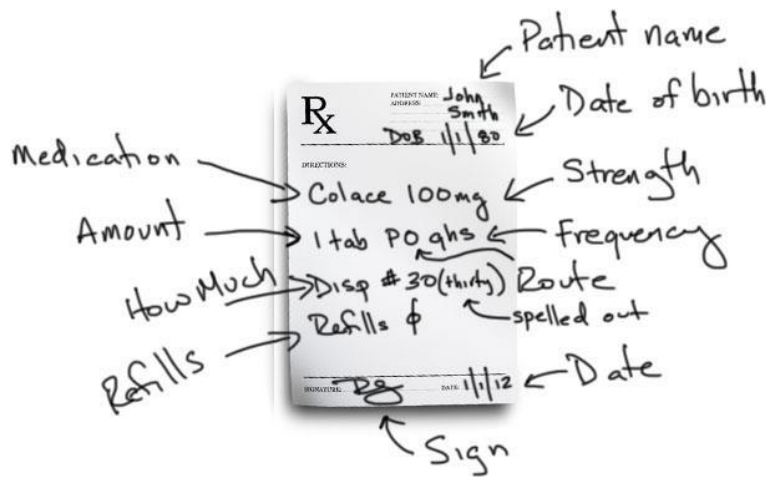 Patient name
Rx
PATIENT NAME: John
ADDRESS: Smith
DOB 1/1/80
Date of birth
DIRECTIONS:
Medication
Colace 100mg
Strength
Amount
1 tab PO qhs
Frequency
How Much
Disp # 30 (thirty)
Route
spelled out
Refills
Refills ϕ
SIGNATURE:
DATE: 1/1/12
Date
Sign